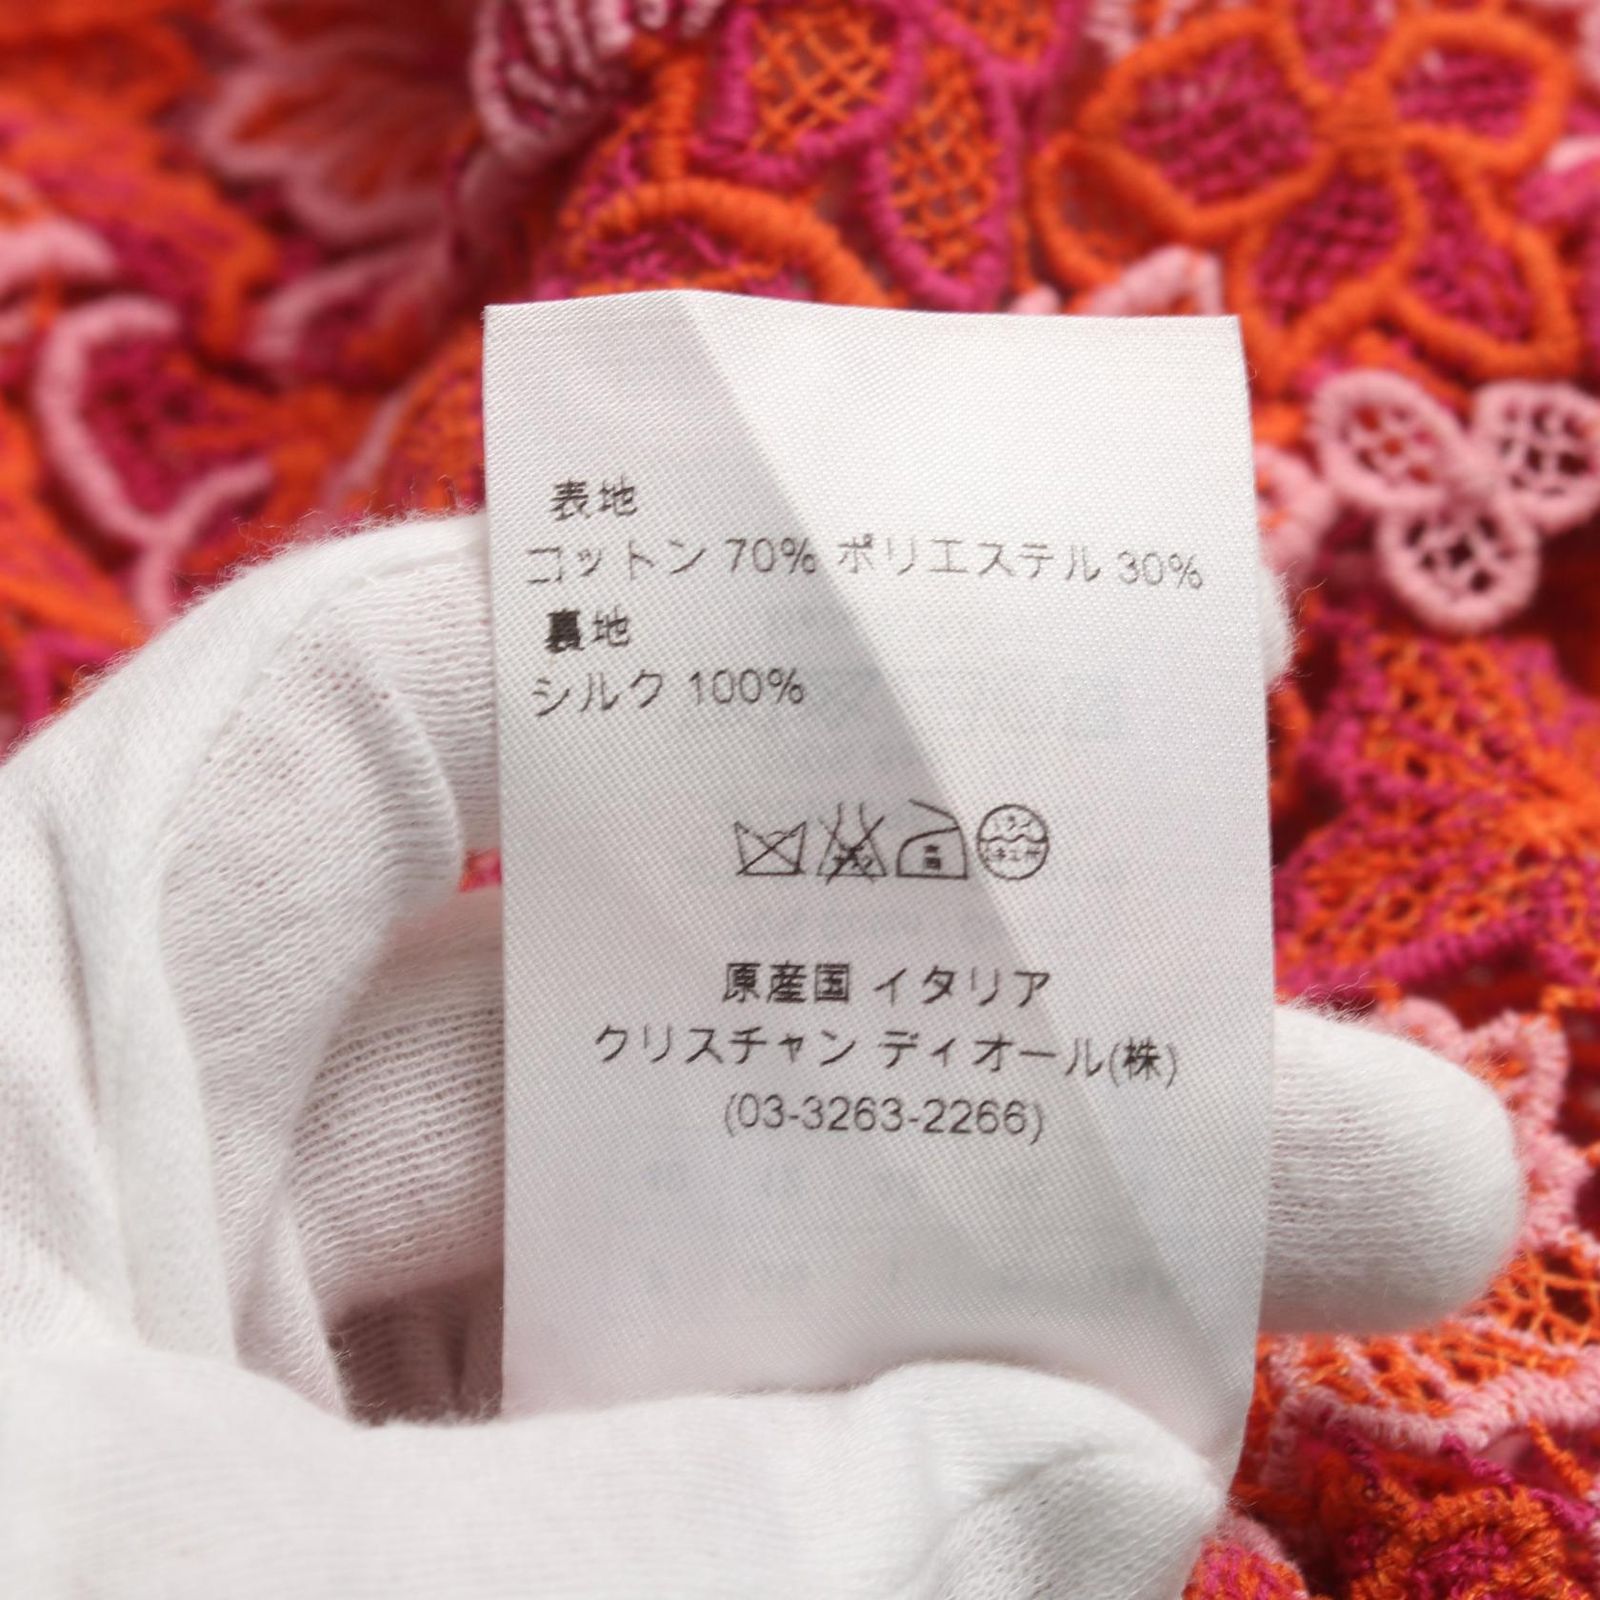 表地
コットン 70% ポリエステル 30%
裏地
シルク 100%
高
原産国 イタリア
クリスチャン ディオール(株)
(03-3263-2266)